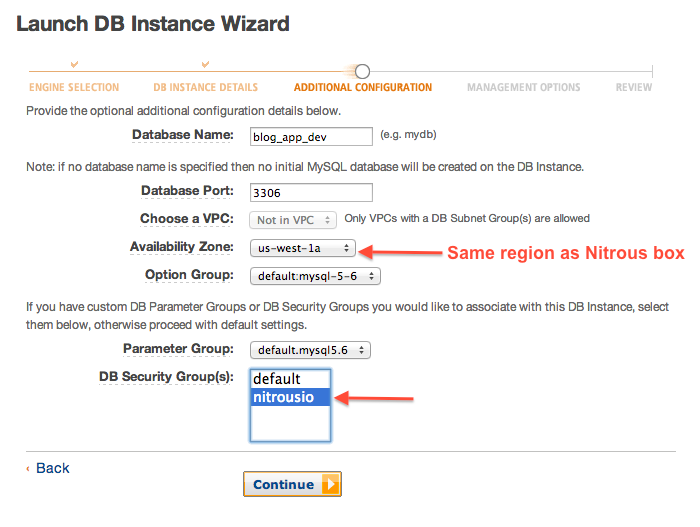 Launch DB Instance Wizard
ENGINE SELECTION DB INSTANCE DETAILS ADDITIONAL CONFIGURATION MANAGEMENT OPTIONS REVIEW
Provide the optional additional configuration details below.
Database Name: blog_app_dev (e.g. mydb)
Note: if no database name is specified then no initial MySQL database will be created on the DB Instance.
Database Port: 3306
Choose a VPC: Not in VPC Only VPCs with a DB Subnet Group(s) are allowed
Availability Zone: us-west-1a Same region as Nitrous box
Option Group: default:mysql-5-6
If you have custom DB Parameter Groups or DB Security Groups you would like to associate with this DB Instance, select
them below, otherwise proceed with default settings.
Parameter Group: default.mysql5.6
DB Security Group(s): default
nitrousio
‹ Back
Continue